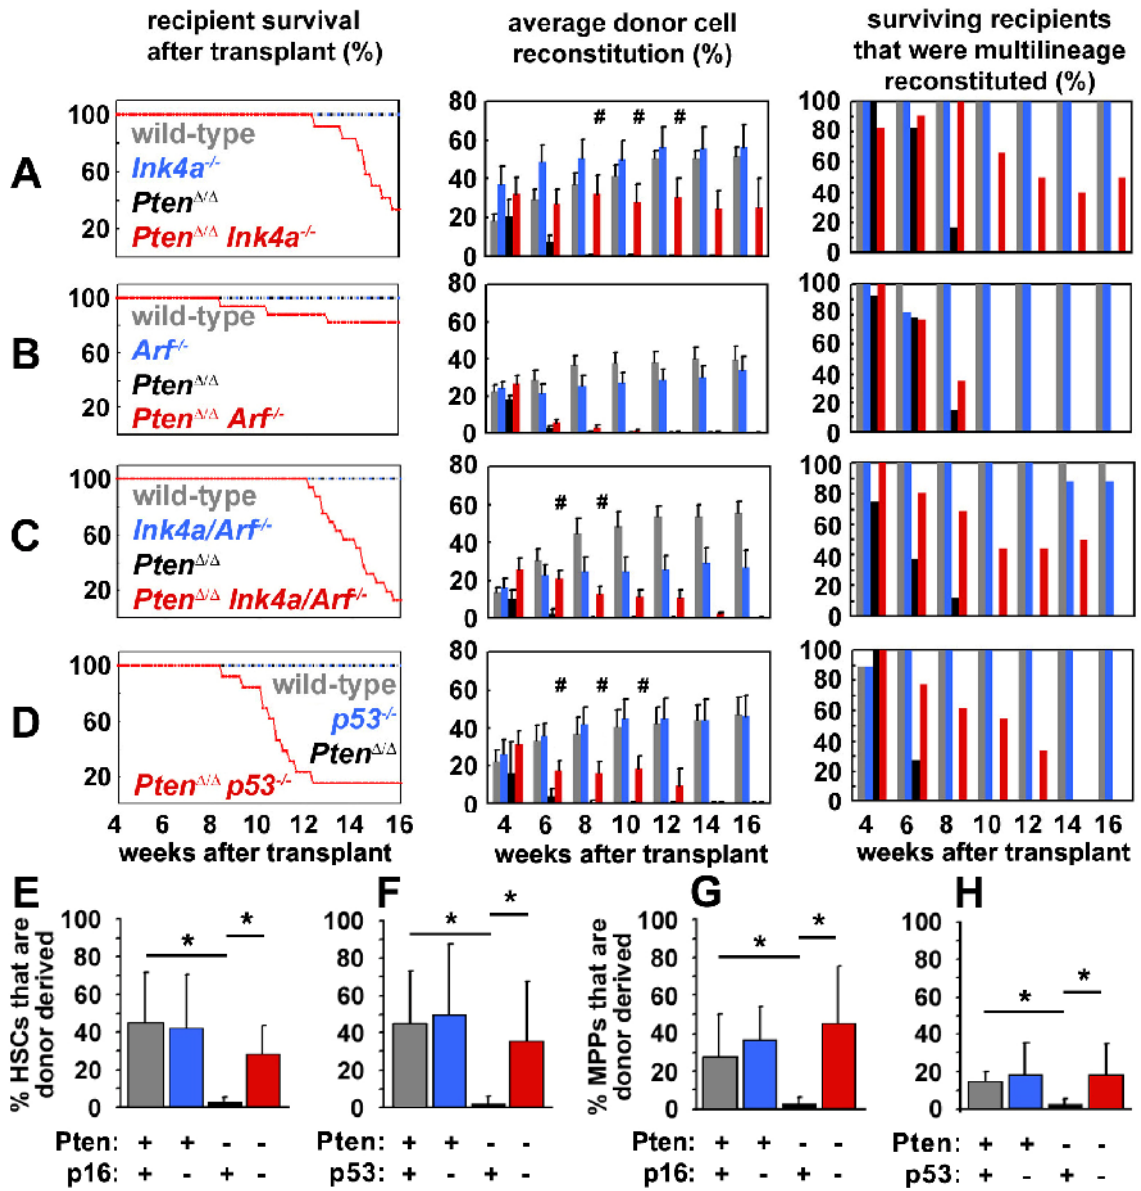 recipient survival
after transplant (%)
average donor cell
reconstitution (%)
surviving recipients
that were multilineage
reconstituted (%)
A
100
60
20
wild-type
Ink4a-/-
PtenΔ/Δ
PtenΔ/Δ Ink4a-/-
80
60
40
20
0
# # #
100
80
60
40
20
0
B
100
60
20
wild-type
Arf-/-
PtenΔ/Δ
PtenΔ/Δ Arf-/-
80
60
40
20
0
100
80
60
40
20
0
C
100
60
20
wild-type
Ink4a/Arf-/-
PtenΔ/Δ
PtenΔ/Δ Ink4a/Arf-/-
80
60
40
20
0
# #
100
80
60
40
20
0
D
100
60
20
wild-type
p53-/-
PtenΔ/Δ
PtenΔ/Δ p53-/-
4 6 8 10 12 14 16
weeks after transplant
80
60
40
20
0
# # #
4 6 8 10 12 14 16
weeks after transplant
100
80
60
40
20
0
4 6 8 10 12 14 16
weeks after transplant
E
% HSCs that are
donor derived
100
80
60
40
20
0
* *
Pten: + + - -
p16: + - + -
F
100
80
60
40
20
0
* *
+ + - -
p53: + - + -
G
% MPPs that are
donor derived
100
80
60
40
20
0
* *
Pten: + + - -
p16: + - + -
H
100
80
60
40
20
0
* *
Pten: + + - -
p53: + - + -